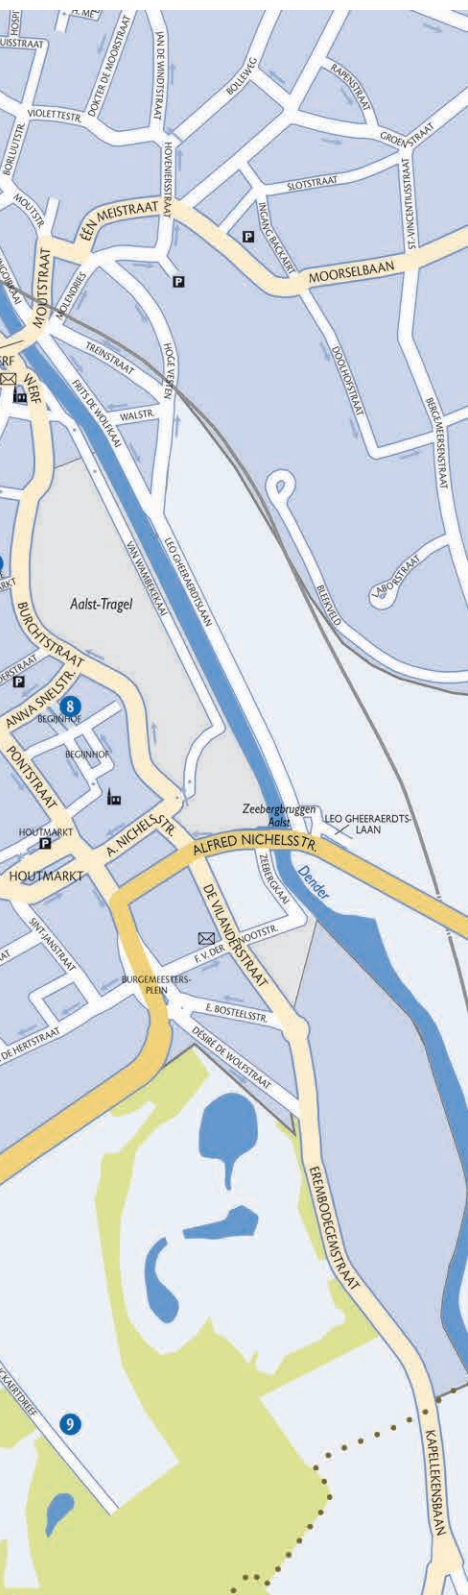 UISSTRAAT
DOKTER DE MOORSTRAAT
JAN DE WINDTSTRAAT
BOLLEWEG
RAPENSTRAAT
VIOLETTESTR.
GROENSTRAAT
BORLUUTSTR.
HOVENIERSSTRAAT
SLOTSTRAAT
ST.-VINCENTIUSSTRAAT
MOUTSTR.
ÉÉN MEISTRAAT
INGANG BACKAERT
P
MOORSELBAAN
MOUTSTRAAT
MOLENDRIES
P
TREINSTRAAT
HOGE VESTEN
DOOLHOFSTRAAT
WERF
FRITS DE WOLFKAAI
WALSTR.
BERGEMEERSENSTRAAT
VAN WAMBEKEKAAI
LEO GHEERAERDTSLAAN
LABORSTRAAT
BLEEKVELD
Aalst-Tragel
BURCHTSTRAAT
P
ANNA SNELSTR.
8
BEGIJNHOF
BEGIJNHOF
PONTSTRAAT
Zeebergbruggen
Aalst
LEO GHEERAERDTS-
LAAN
HOUTMARKT
P
A. NICHELSSTR.
ALFRED NICHELSSTR.
HOUTMARKT
ZEEBERGKAAI
Dender
DE VILANDERSTRAAT
SINT-JANSTRAAT
F. V. DER
NOOTSTR.
BURGEMEESTERS-
PLEIN
E. BOSTEELSSTR.
DE HERTSTRAAT
DÉSIRÉ DE WOLFSTRAAT
EREMBODEGEMSTRAAT
CKAERTDREEF
9
KAPELLEKENSBAAN